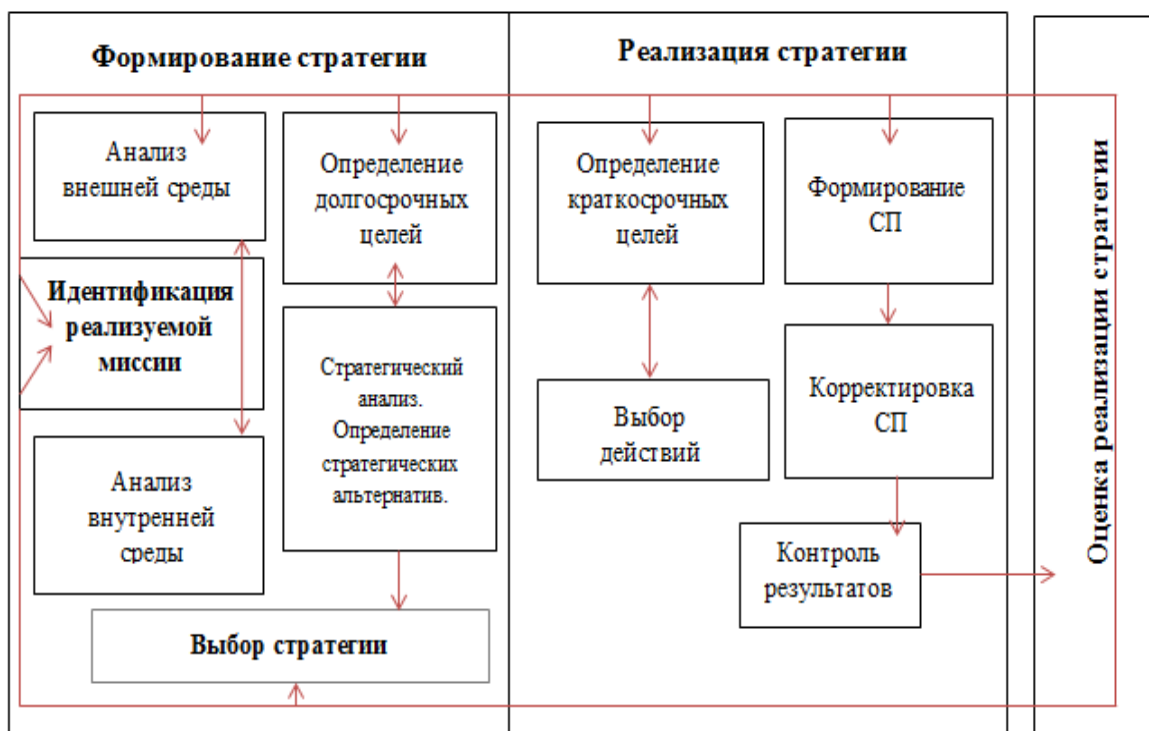 Формирование стратегии
Анализ
внешней среды
Идентификация
реализуемой
миссии
Анализ
внутренней
среды
Определение
долгосрочных
целей
Стратегический
анализ.
Определение
стратегических
альтернатив.
Выбор стратегии
Реализация стратегии
Определение
краткосрочных
целей
Выбор
действий
Формирование
СП
Корректировка
СП
Контроль
результатов
Оценка реализации стратегии